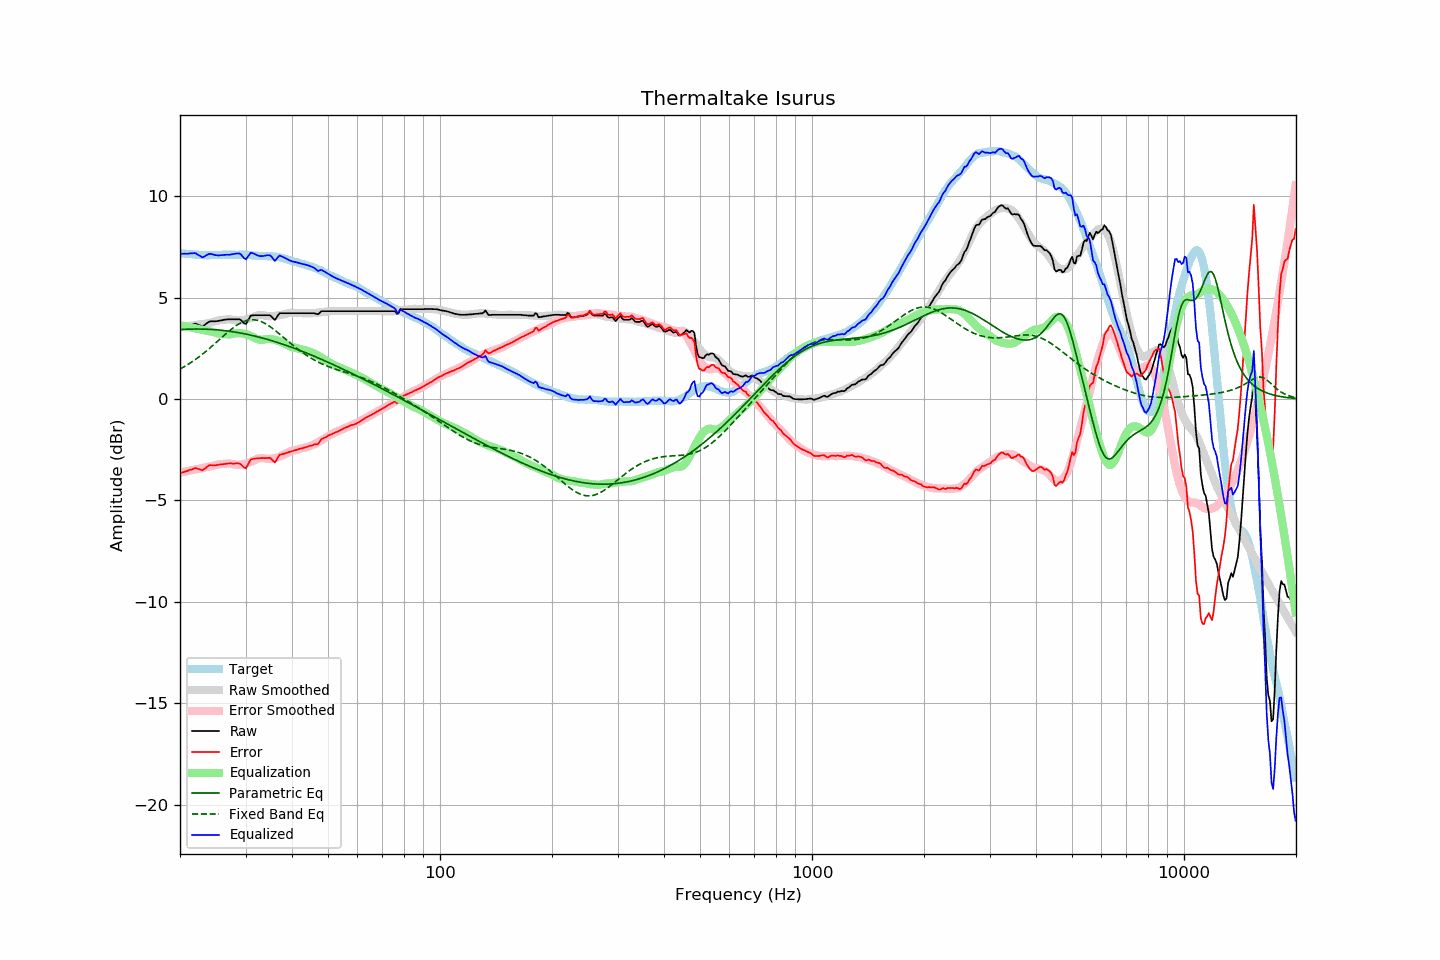 Thermaltake Isurus
Amplitude (dBr)
10
5
0
−5
−10
−15
−20
Target
Raw Smoothed
Error Smoothed
Raw
Error
Equalization
Parametric Eq
Fixed Band Eq
Equalized
100
1000
10000
Frequency (Hz)